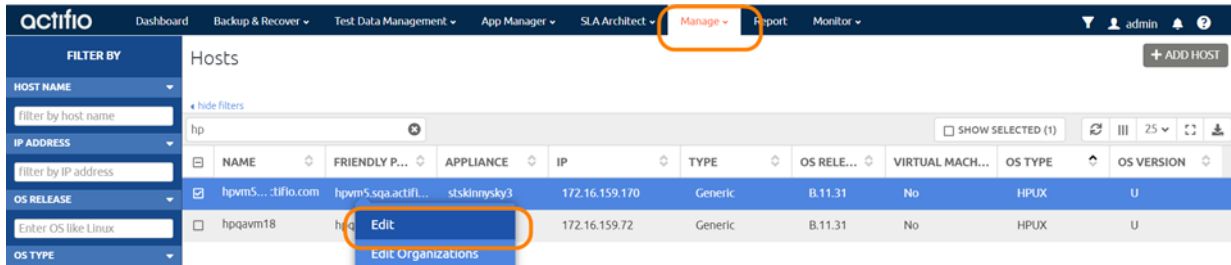 actifio Dashboard Backup & Recover Test Data Management App Manager SLA Architect Manage Report Monitor admin
FILTER BY
Hosts
+ ADD HOST
HOST NAME
hide filters
filter by host name
hp
SHOW SELECTED (1)
25
IP ADDRESS
filter by IP address
NAME FRIENDLY P... APPLIANCE IP TYPE OS RELE... VIRTUAL MACH... OS TYPE OS VERSION
OS RELEASE
hpvm5... :tifio.com hpvm5.sqa.actifi... stskinnysky3 172.16.159.170 Generic B.11.31 No HPUX U
Enter OS like Linux
hpqavm18 hpq 172.16.159.72 Generic B.11.31 No HPUX U
Edit
OS TYPE
Edit Organizations